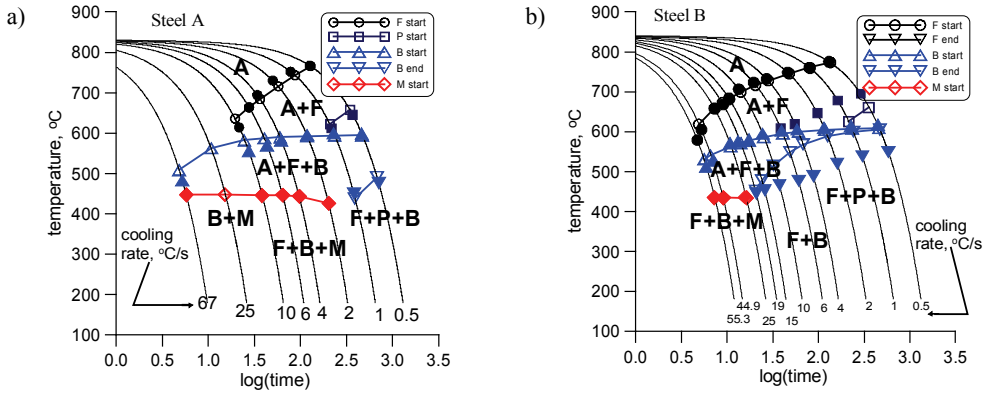 a)
Steel A
F start
P start
B start
B end
M start
temperature, °C
900
800
700
600
500
400
300
200
100
A
A+F
A+F+B
B+M
F+B+M
F+P+B
cooling
rate, °C/s
67
25
10
6
4
2
1
0.5
0.0
0.5
1.0
1.5
2.0
2.5
3.0
3.5
log(time)
b)
Steel B
F start
F end
B start
B end
M start
temperature, °C
900
800
700
600
500
400
300
200
100
A
A+F
A+F+B
F+B+M
F+B
F+P+B
cooling
rate, °C/s
55.3
44.9
25
19
15
10
6
4
2
1
0.5
0.0
0.5
1.0
1.5
2.0
2.5
3.0
3.5
log(time)